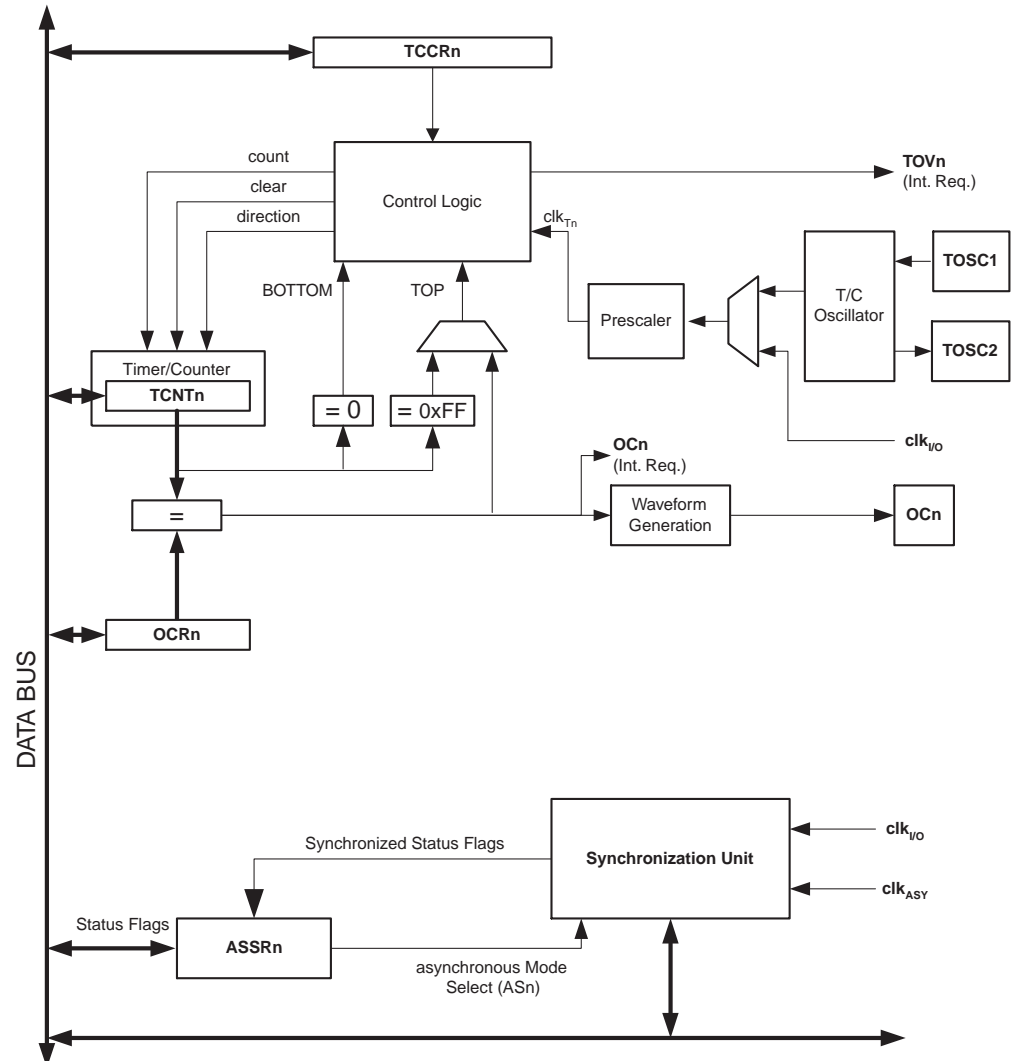 TCCRn
count
clear
direction
Control Logic
TOVn
(Int. Req.)
clkTn
BOTTOM
TOP
Prescaler
T/C
Oscillator
TOSC1
TOSC2
Timer/Counter
TCNTn
= 0
= 0xFF
clkI/O
OCn
(Int. Req.)
=
Waveform
Generation
OCn
OCRn
DATA BUS
Synchronized Status Flags
Synchronization Unit
clkI/O
clkASY
Status Flags
ASSRn
asynchronous Mode
Select (ASn)